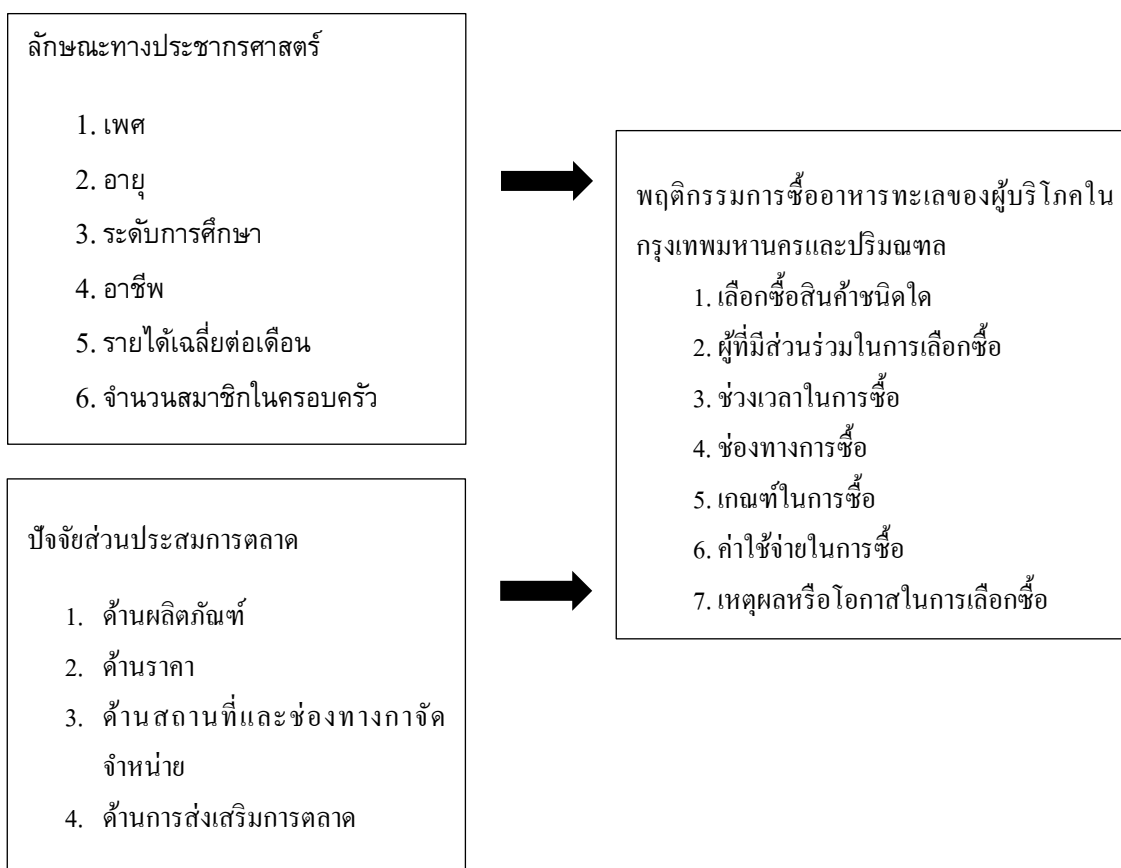 ลักษณะทางประชากรศาสตร์
1. เพศ
2. อายุ
3. ระดับการศึกษา
4. อาชีพ
5. รายได้เฉลี่ยต่อเดือน
6. จำนวนสมาชิกในครอบครัว
ปัจจัยส่วนประสมการตลาด
1. ด้านผลิตภัณฑ์
2. ด้านราคา
3. ด้านสถานที่และช่องทางกาจัด
จำหน่าย
4. ด้านการส่งเสริมการตลาด
พฤติกรรมการซื้ออาหารทะเลของผู้บริโภคใน
กรุงเทพมหานครและปริมณฑล
1. เลือกซื้อสินค้าชนิดใด
2. ผู้ที่มีส่วนร่วมในการเลือกซื้อ
3. ช่วงเวลาในการซื้อ
4. ช่องทางการซื้อ
5. เกณฑ์ในการซื้อ
6. ค่าใช้จ่ายในการซื้อ
7. เหตุผลหรือโอกาสในการเลือกซื้อ